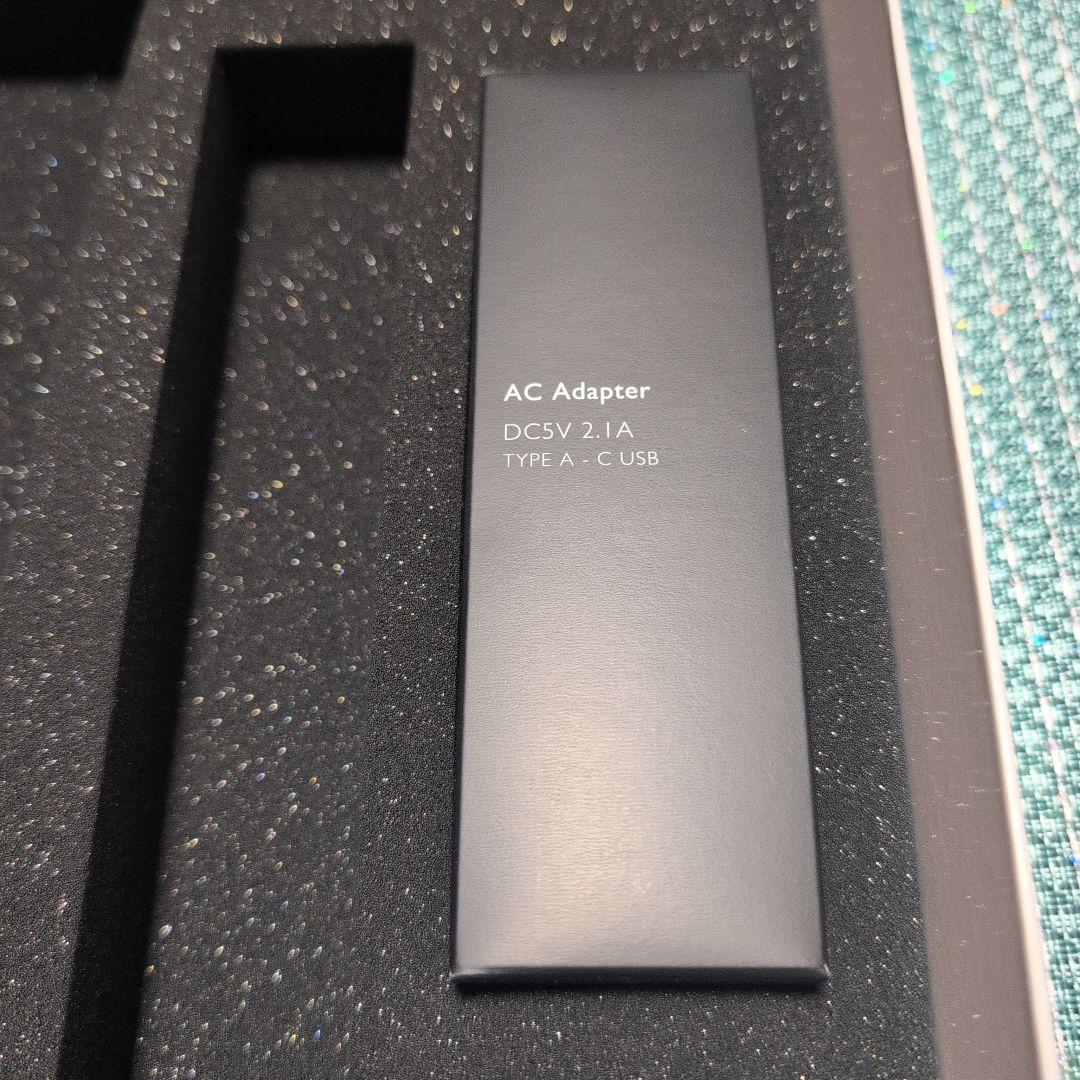 AC Adapter
DC5V 2.1A
TYPE A - C USB